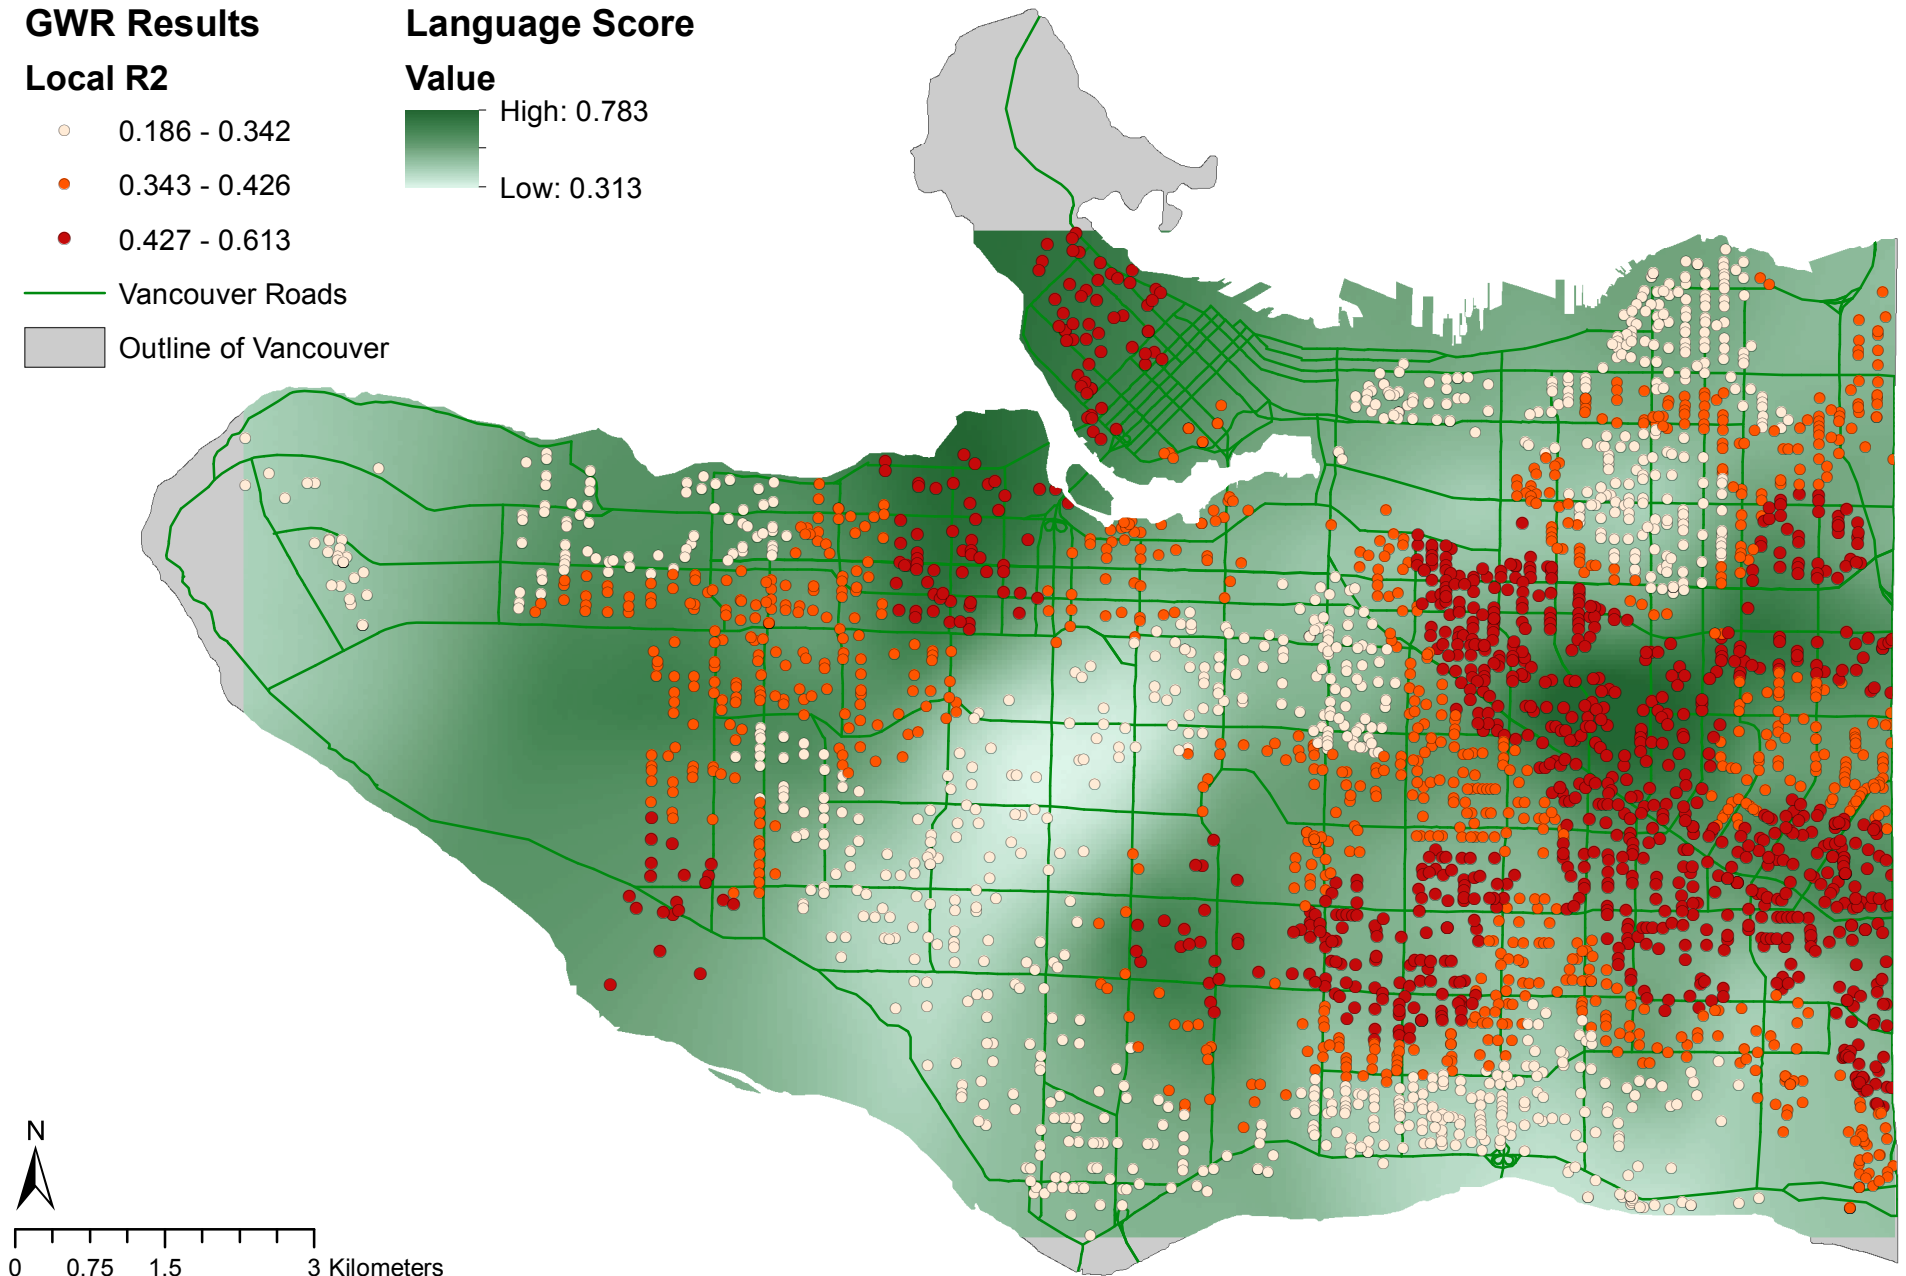 GWR Results
Local R2
0.186 - 0.342
0.343 - 0.426
0.427 - 0.613
Vancouver Roads
Outline of Vancouver
Language Score
Value
High: 0.783
Low: 0.313
N
0 0.75 1.5 3 Kilometers